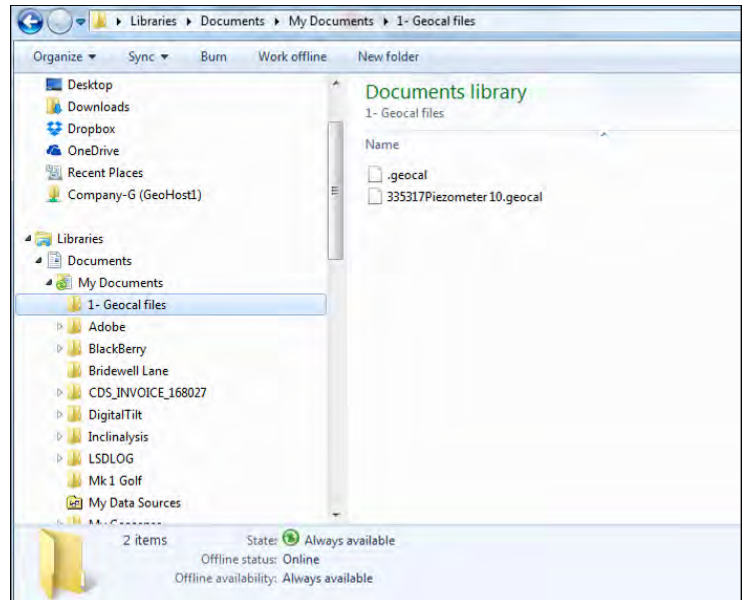 Libraries Documents My Documents 1- Geocal files
Organize Sync Burn Work offline New folder
Desktop
Downloads
Dropbox
OneDrive
Recent Places
Company-G (GeoHost1)
Libraries
Documents
My Documents
1- Geocal files
Adobe
BlackBerry
Bridewell Lane
CDS_INVOICE_168027
DigitalTilt
Inclinalysis
LSDLOG
Mk 1 Golf
My Data Sources
Documents library
1- Geocal files
Name
.geocal
335317Piezometer 10.geocal
2 items State: Always available
Offline status: Online
Offline availability: Always available